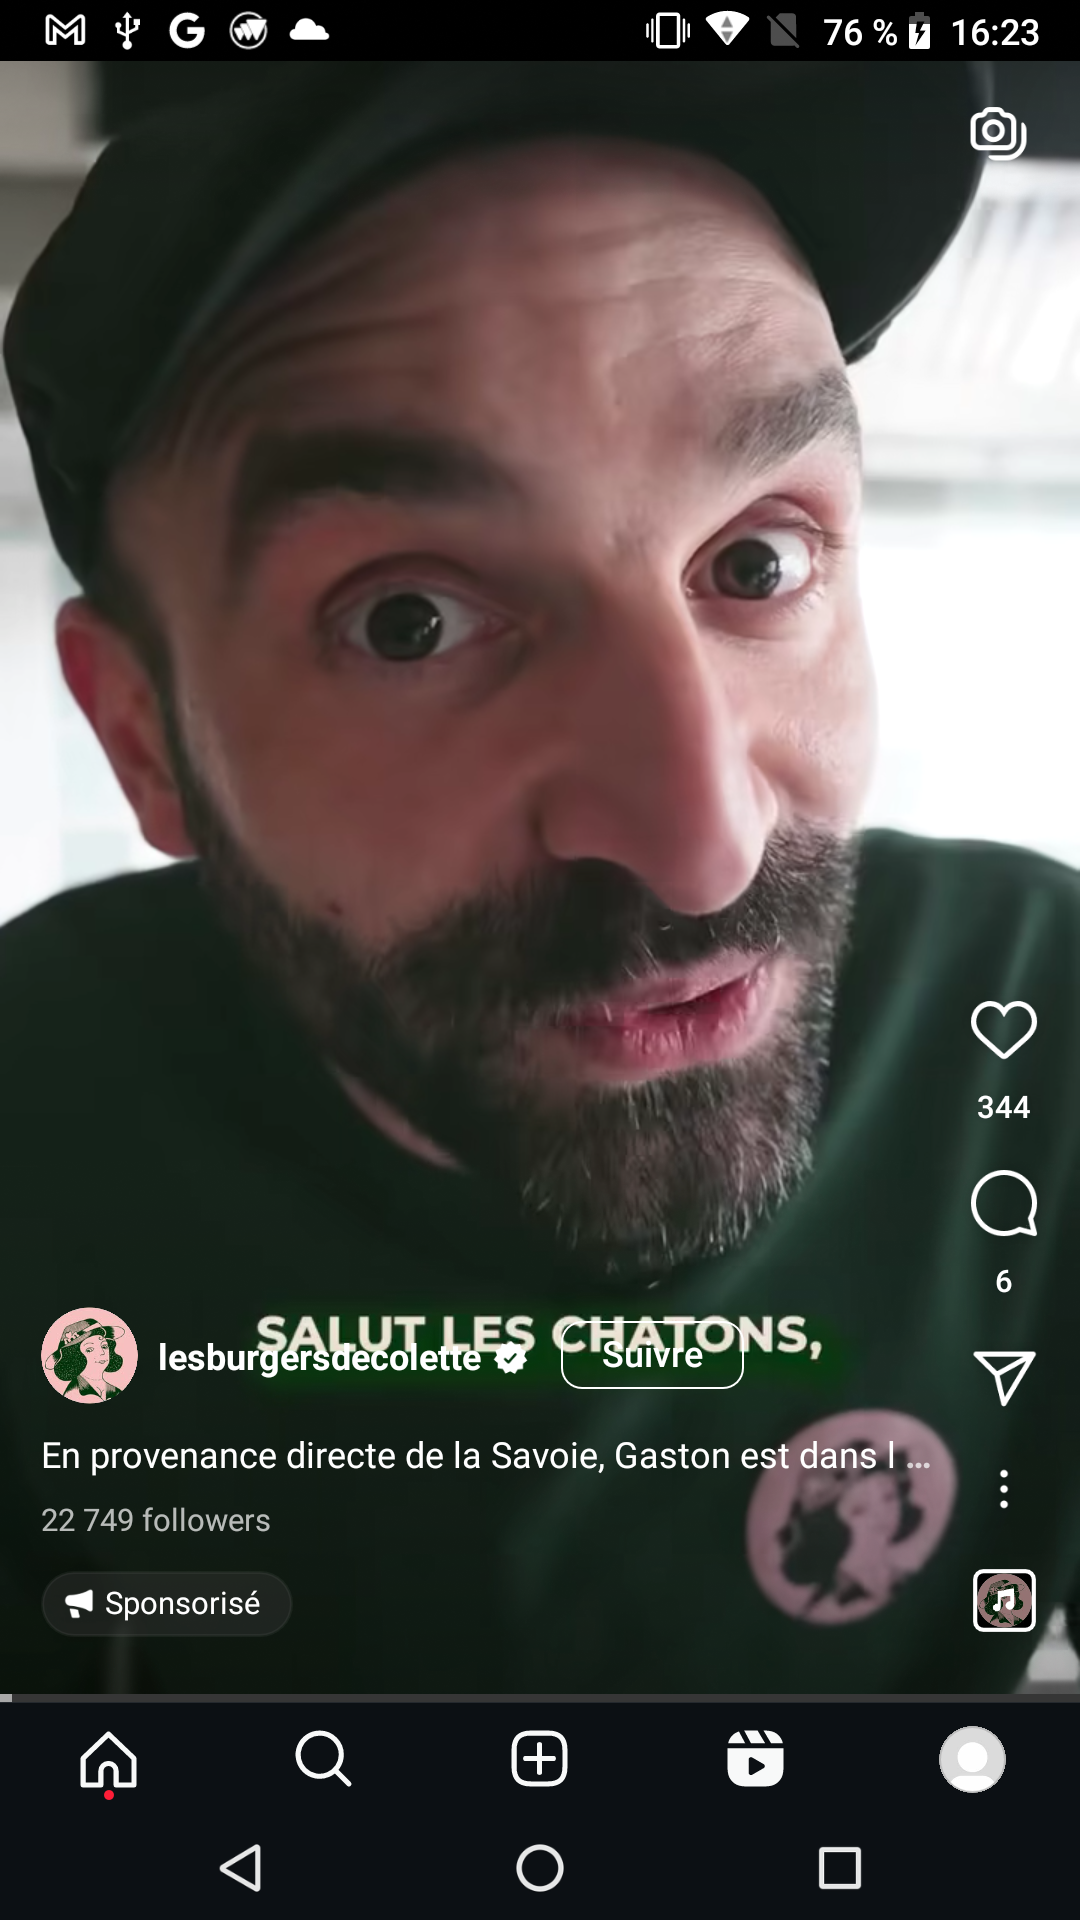 76 % 16:23
344
6
SALUT LES CHATONS,
lesburgersdecolette Suivre
En provenance directe de la Savoie, Gaston est dans l ...
22 749 followers
Sponsorisé